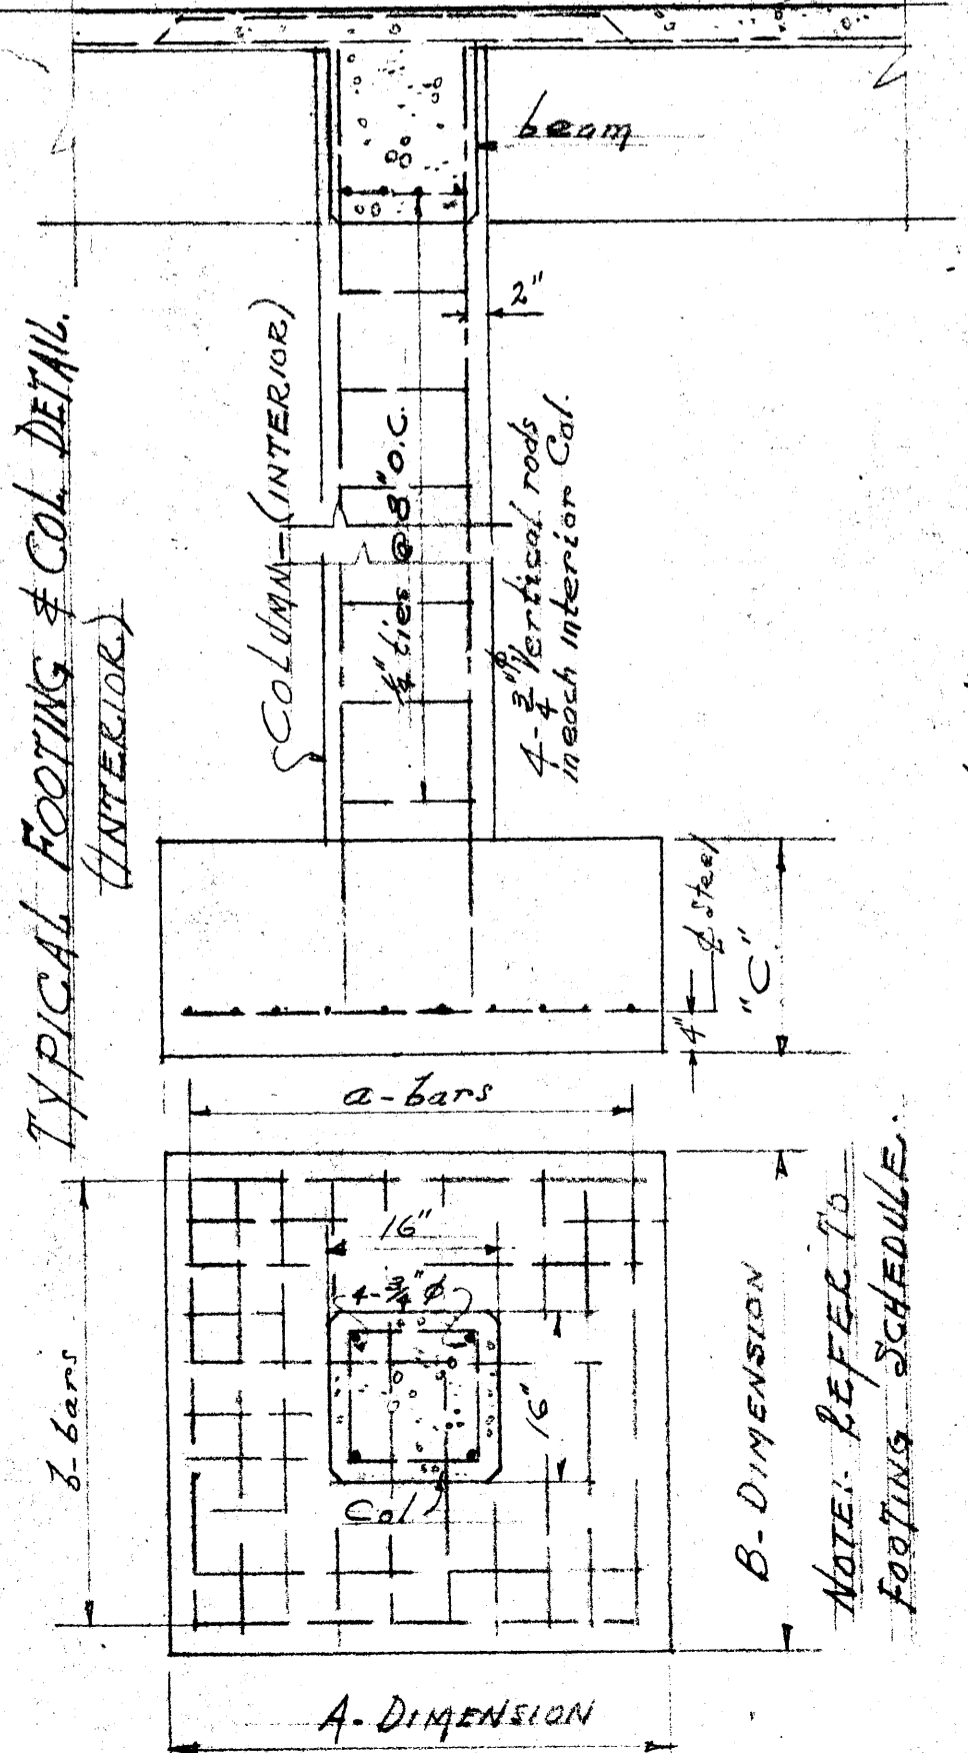 TYPICAL FOOTING & COL. DETAIL.
(INTERIOR)
beam
2"
COLUMN-(INTERIOR)
1/4" ties @ 8" O.C.
4-3/4"ϕ Vertical rods
in each interior Col.
℄ Steel
4"
"C"
a-bars
b-bars
16"
4-3/4"ϕ
16"
Col
B-DIMENSION
NOTE: REFER TO
FOOTING SCHEDULE.
A-DIMENSION